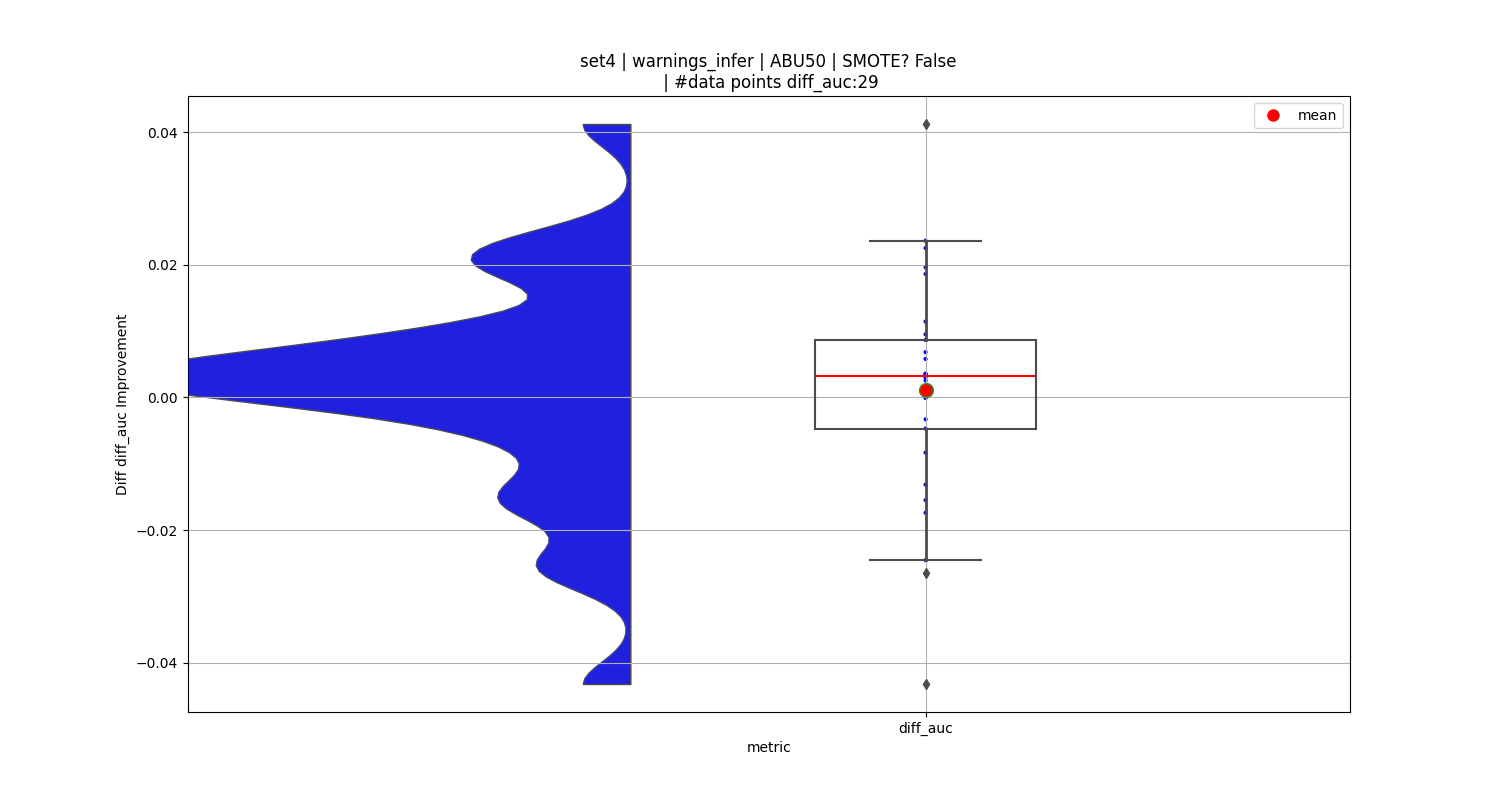 set4 | warnings_infer | ABU50 | SMOTE? False
| #data points diff_auc:29
mean
0.04
0.02
0.00
−0.02
−0.04
Diff diff_auc Improvement
diff_auc
metric